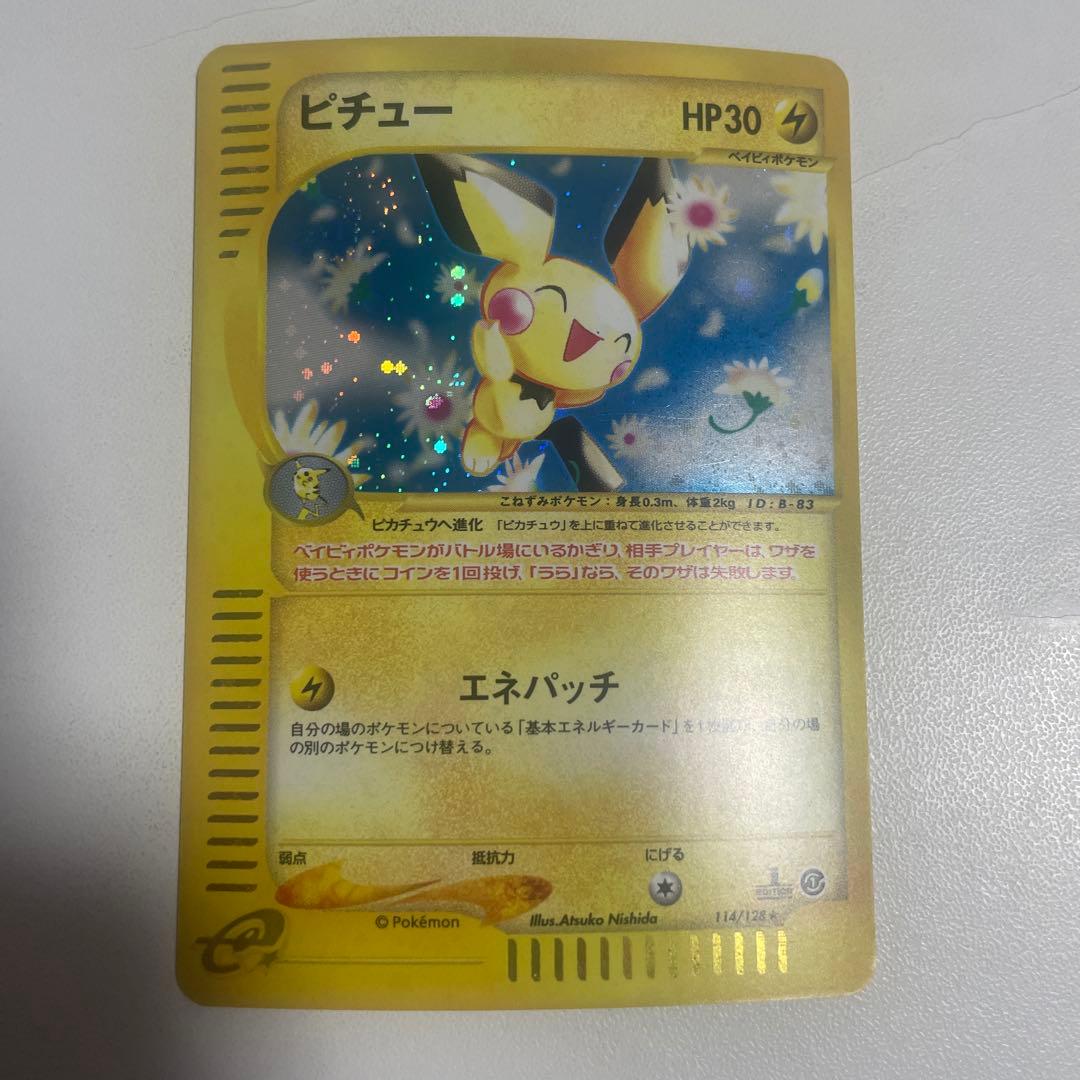 ピチュー
HP30
ベイビィポケモン
こねずみポケモン：身長0.3m、体重2kg ID：B-83
ピカチュウへ進化 「ピカチュウ」を上に重ねて進化させることができます。
ベイビィポケモンがバトル場にいるかぎり、相手プレイヤーは、ワザを
使うときにコインを1回投げ、「うら」なら、そのワザは失敗します。
エネパッチ
自分の場のポケモンについている「基本エネルギーカード」を1枚 自分の場
の別のポケモンにつけ替える。
弱点 抵抗力 にげる
1 EDITION
© Pokémon Illus.Atsuko Nishida 114/128★
e